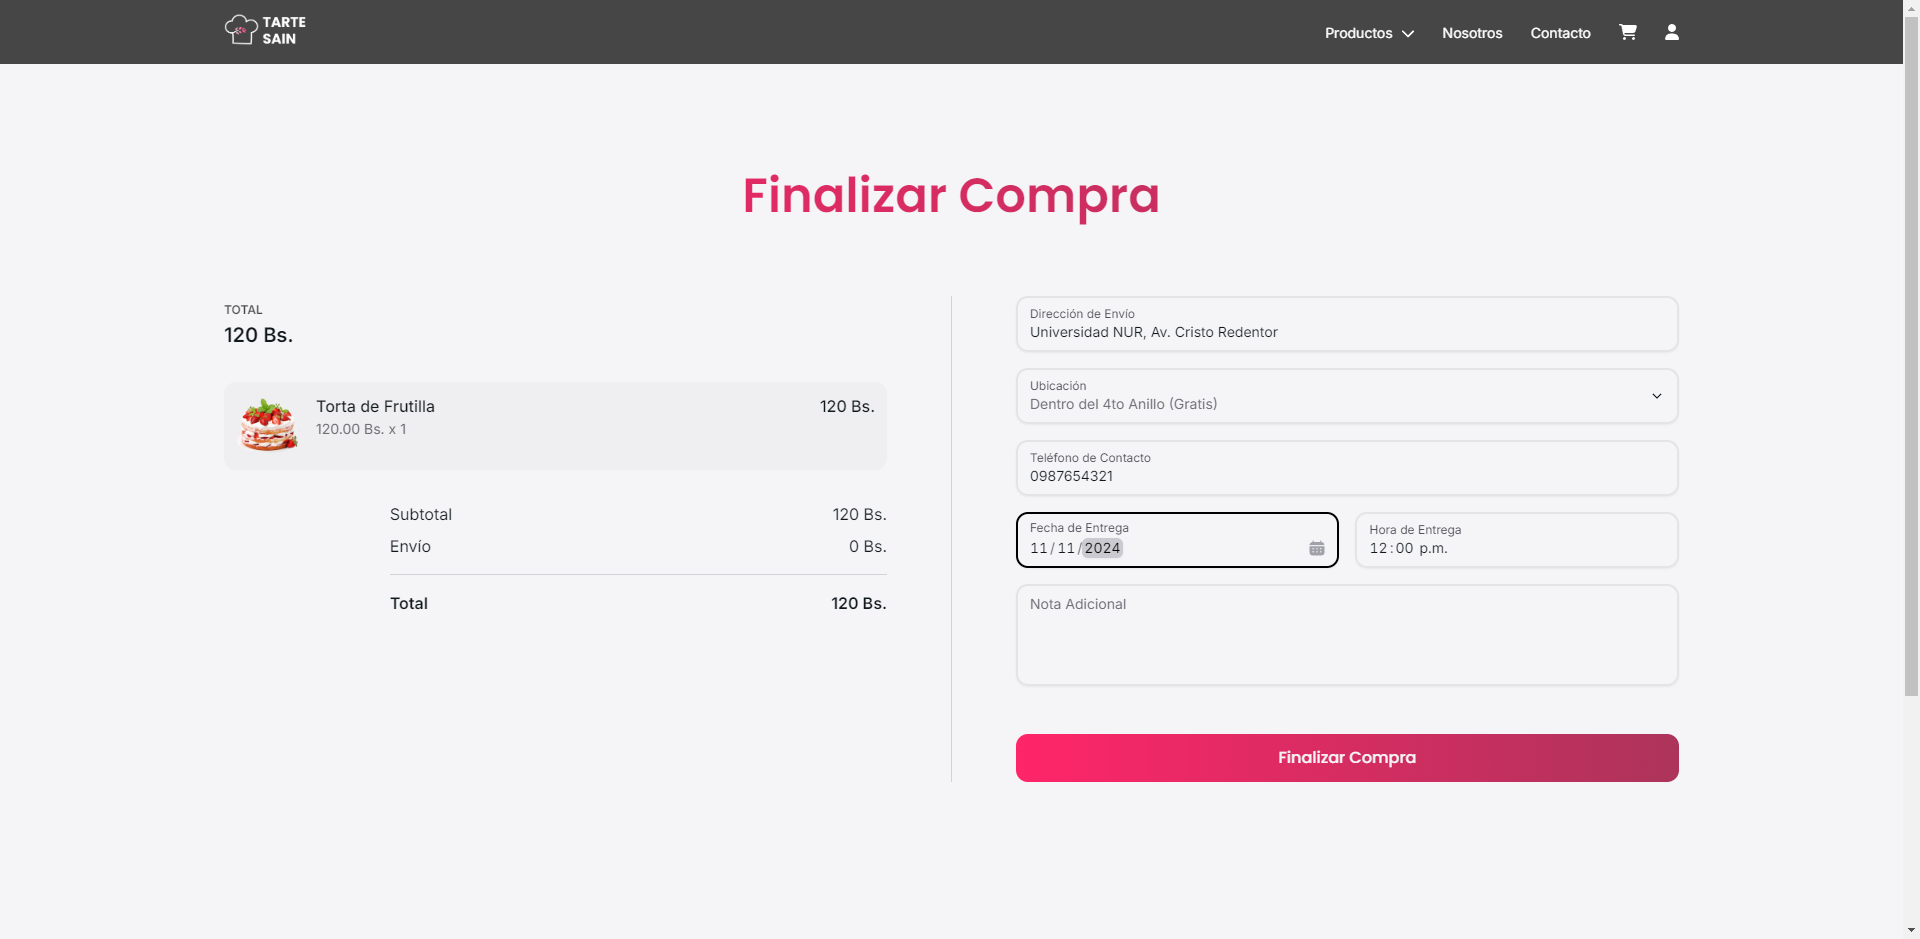 TARTE
SAIN
Productos
Nosotros
Contacto
Finalizar Compra
TOTAL
120 Bs.
Torta de Frutilla
120 Bs.
120.00 Bs. x 1
Subtotal
120 Bs.
Envío
0 Bs.
Total
120 Bs.
Dirección de Envío
Universidad NUR, Av. Cristo Redentor
Ubicación
Dentro del 4to Anillo (Gratis)
Teléfono de Contacto
0987654321
Fecha de Entrega
11/11/2024
Hora de Entrega
12:00 p.m.
Nota Adicional
Finalizar Compra